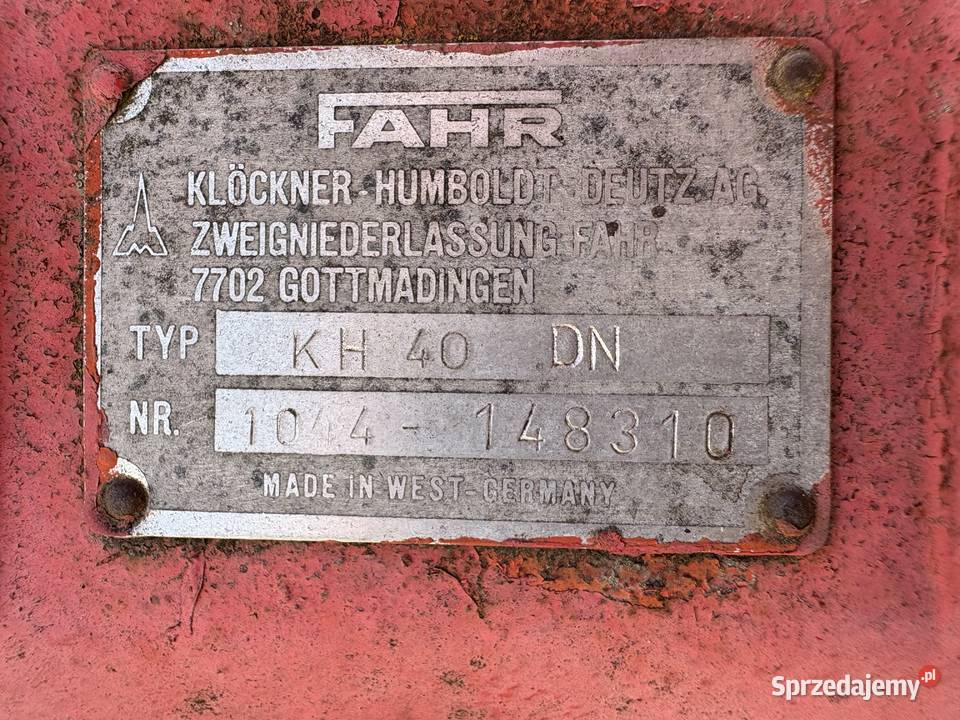 FAHR
KLÖCKNER-HUMBOLDT-DEUTZ AG
ZWEIGNIEDERLASSUNG FAHR
7702 GOTTMADINGEN
TYP KH 40 DN
NR. 1044 - 148310
MADE IN WEST-GERMANY
Sprzedajemy.pl